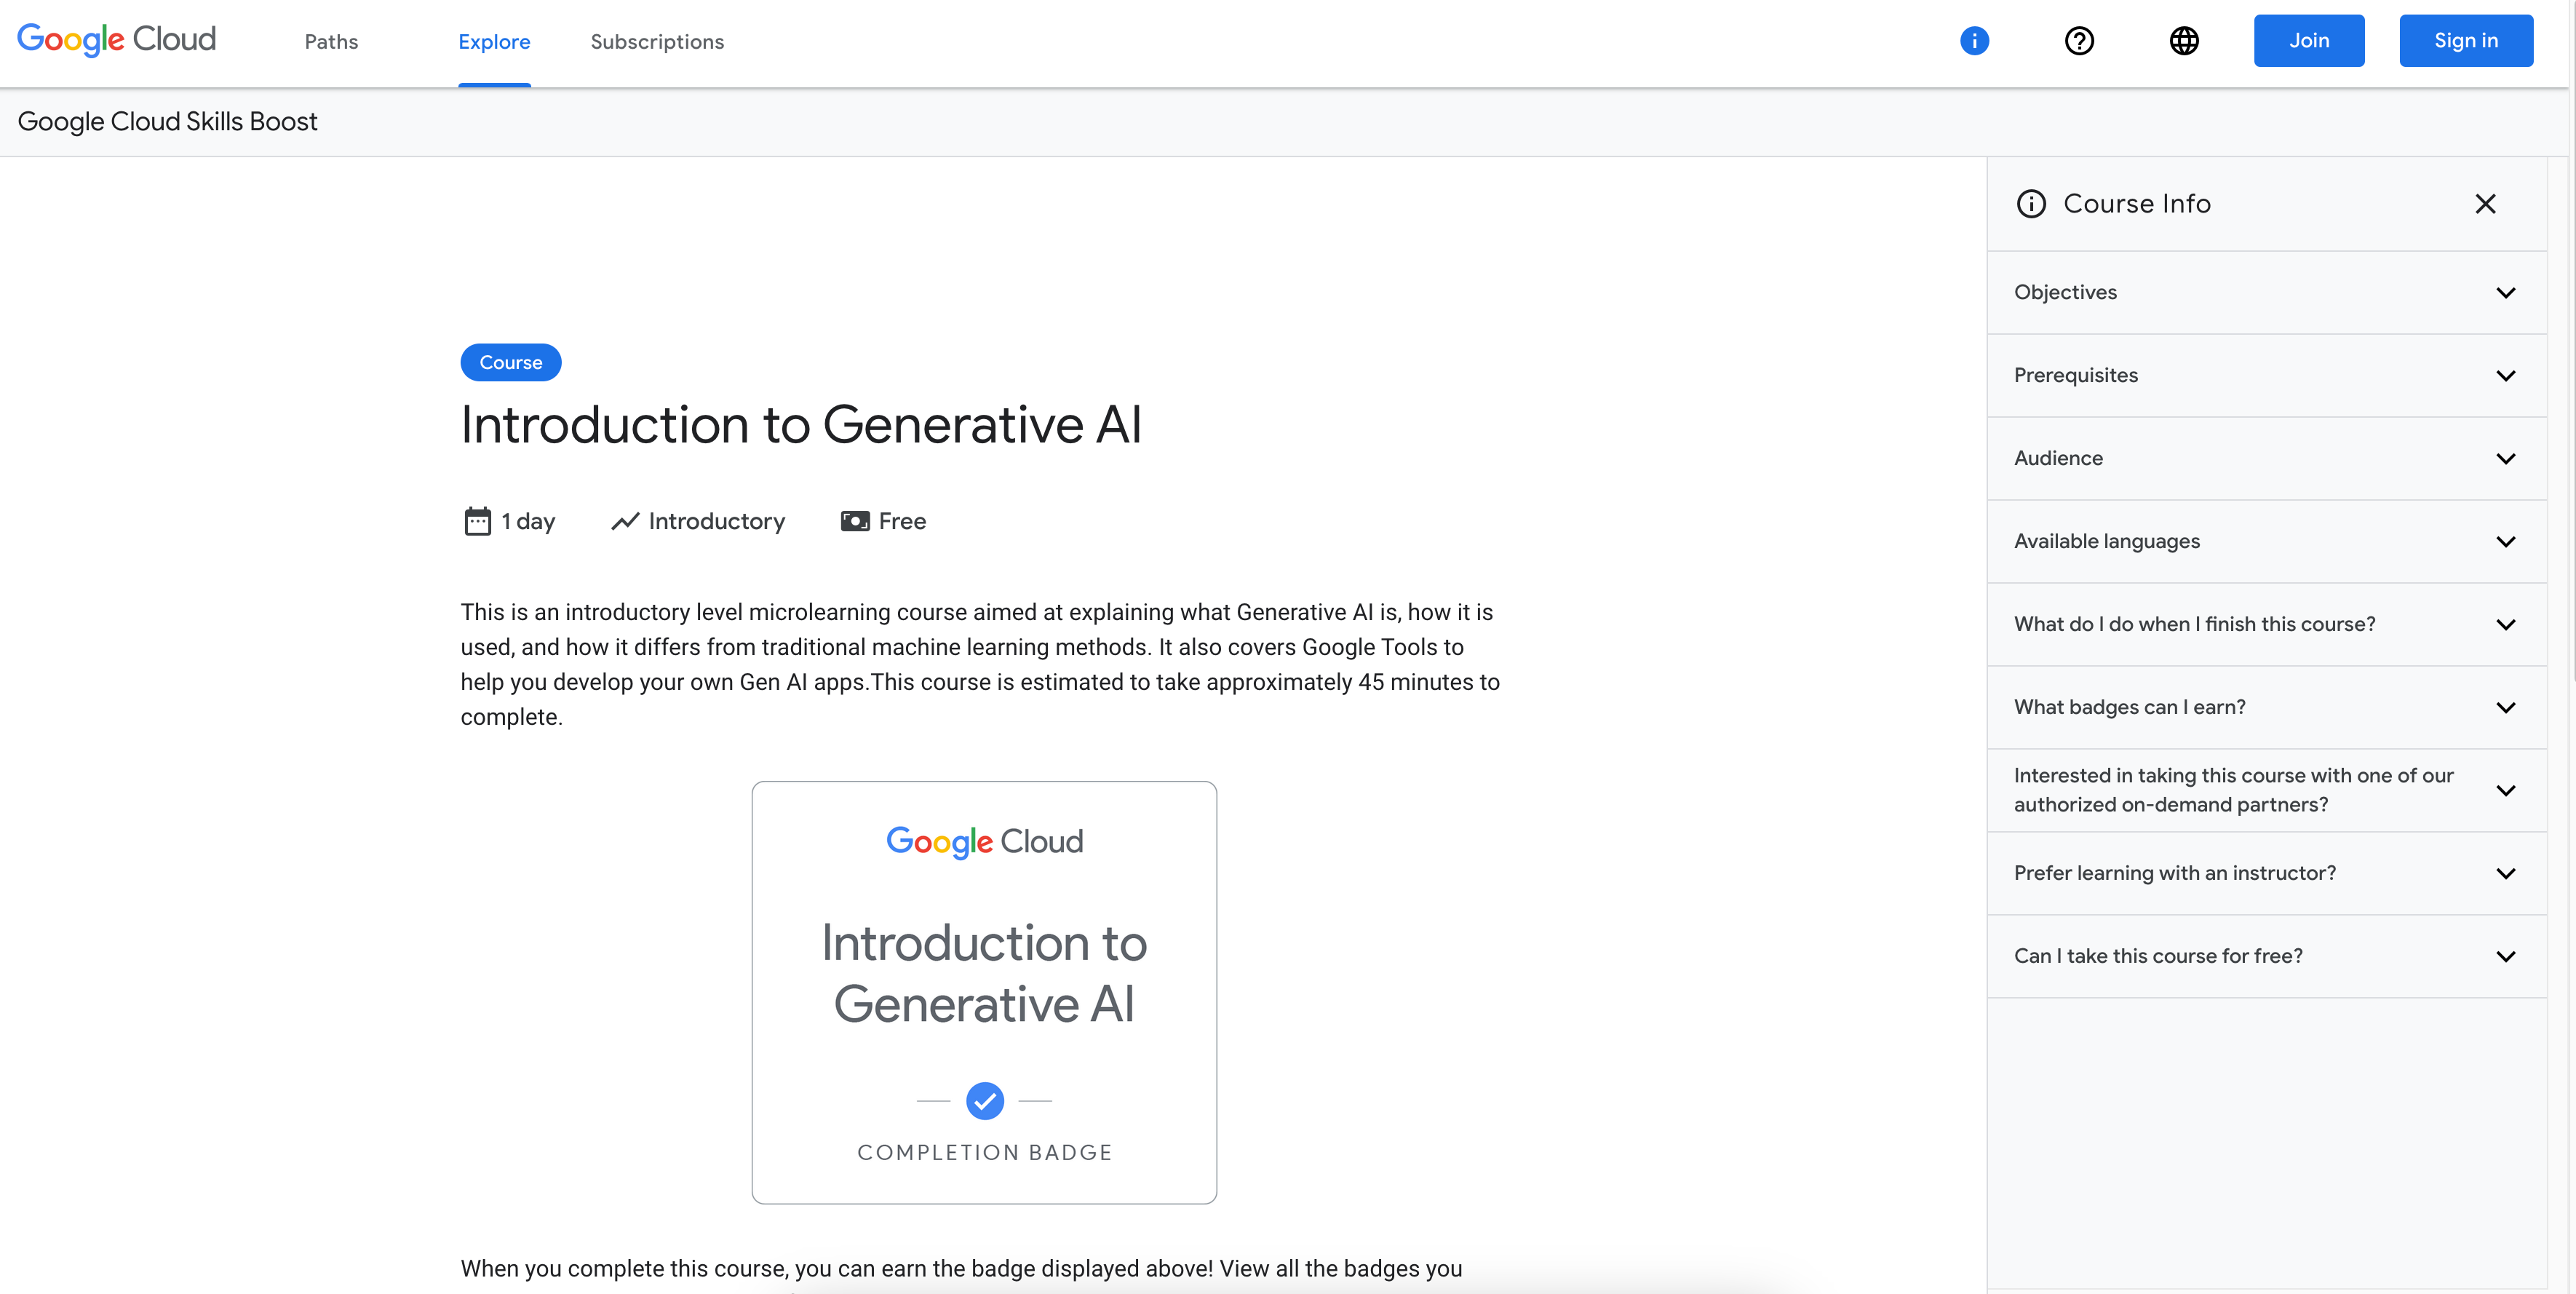 Google Cloud
Paths
Explore
Subscriptions
Join
Sign in
Google Cloud Skills Boost
Course
Introduction to Generative AI
1 day
Introductory
Free
This is an introductory level microlearning course aimed at explaining what Generative AI is, how it is
used, and how it differs from traditional machine learning methods. It also covers Google Tools to
help you develop your own Gen AI apps.This course is estimated to take approximately 45 minutes to
complete.
Google Cloud
Introduction to
Generative AI
COMPLETION BADGE
When you complete this course, you can earn the badge displayed above! View all the badges you
Course Info
Objectives
Prerequisites
Audience
Available languages
What do I do when I finish this course?
What badges can I earn?
Interested in taking this course with one of our
authorized on-demand partners?
Prefer learning with an instructor?
Can I take this course for free?